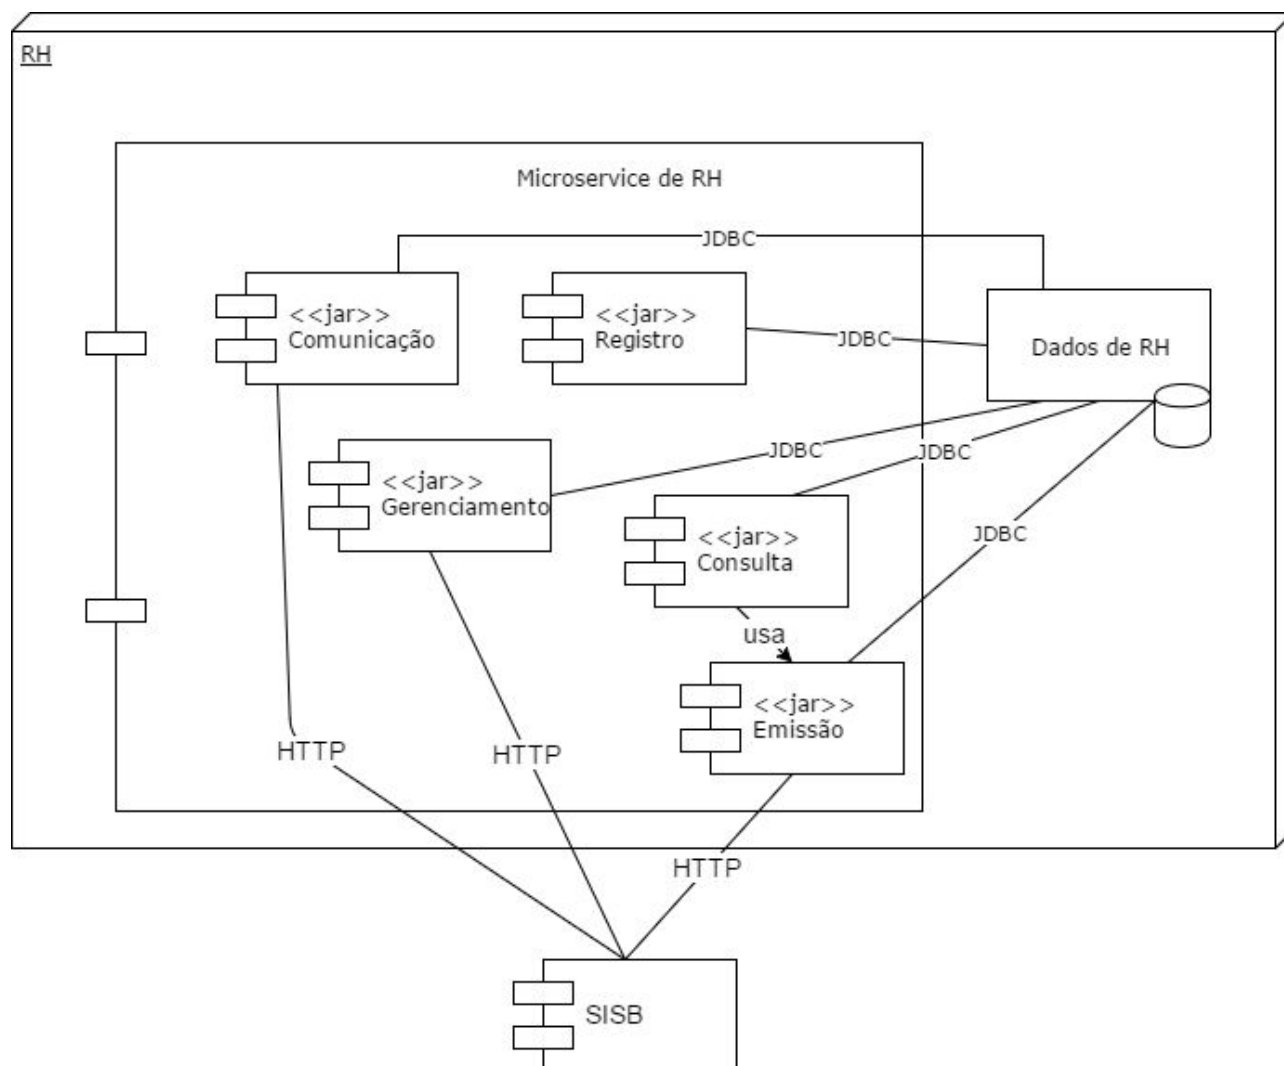 RH
Microservice de RH
JDBC
<<jar>>
Comunicação
<<jar>>
Registro
JDBC
Dados de RH
<<jar>>
Gerenciamento
JDBC
JDBC
<<jar>>
Consulta
JDBC
usa
<<jar>>
Emissão
HTTP
HTTP
HTTP
SISB